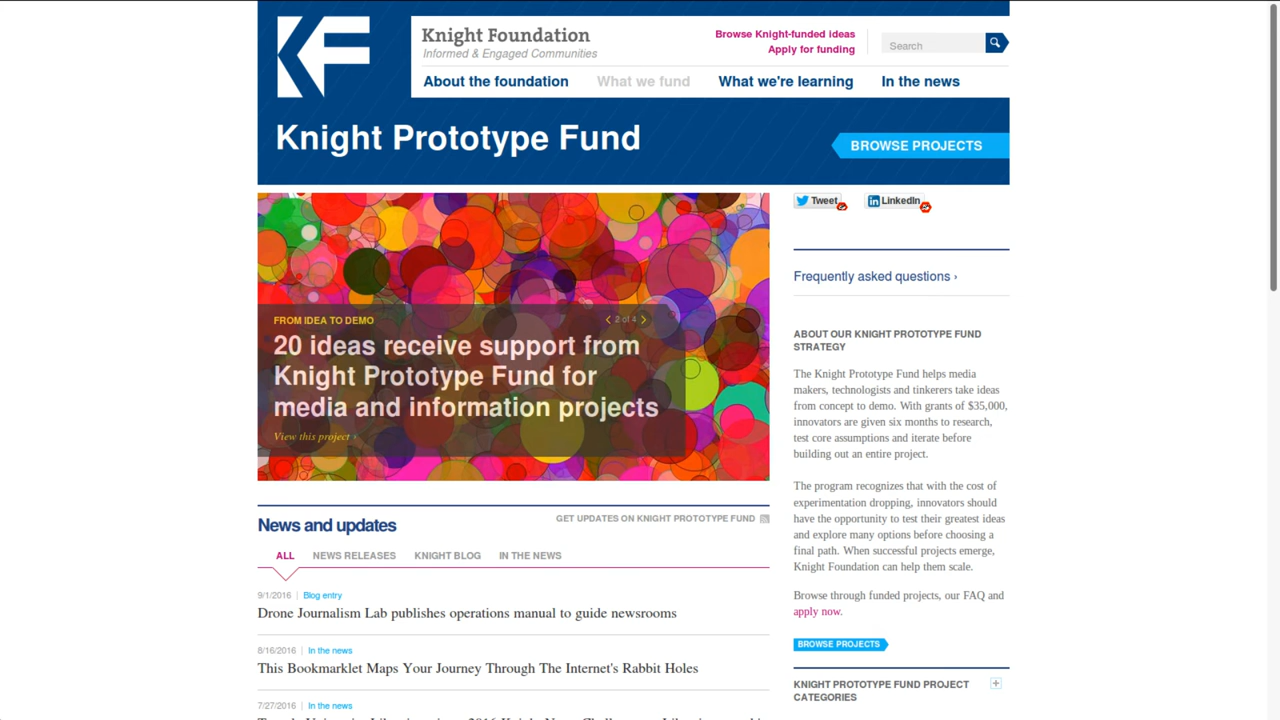 KF
Knight Foundation
Informed & Engaged Communities
Browse Knight-funded ideas
Apply for funding
Search
About the foundation
What we fund
What we're learning
In the news
Knight Prototype Fund
BROWSE PROJECTS
FROM IDEA TO DEMO
2 of 4
20 ideas receive support from
Knight Prototype Fund for
media and information projects
View this project ›
News and updates
GET UPDATES ON KNIGHT PROTOTYPE FUND
ALL
NEWS RELEASES
KNIGHT BLOG
IN THE NEWS
9/1/2016 | Blog entry
Drone Journalism Lab publishes operations manual to guide newsrooms
8/16/2016 | In the news
This Bookmarklet Maps Your Journey Through The Internet's Rabbit Holes
7/27/2016 | In the news
Tweet
LinkedIn
Frequently asked questions ›
ABOUT OUR KNIGHT PROTOTYPE FUND
STRATEGY
The Knight Prototype Fund helps media
makers, technologists and tinkerers take ideas
from concept to demo. With grants of $35,000,
innovators are given six months to research,
test core assumptions and iterate before
building out an entire project.
The program recognizes that with the cost of
experimentation dropping, innovators should
have the opportunity to test their greatest ideas
and explore many options before choosing a
final path. When successful projects emerge,
Knight Foundation can help them scale.
Browse through funded projects, our FAQ and
apply now.
BROWSE PROJECTS
KNIGHT PROTOTYPE FUND PROJECT
CATEGORIES